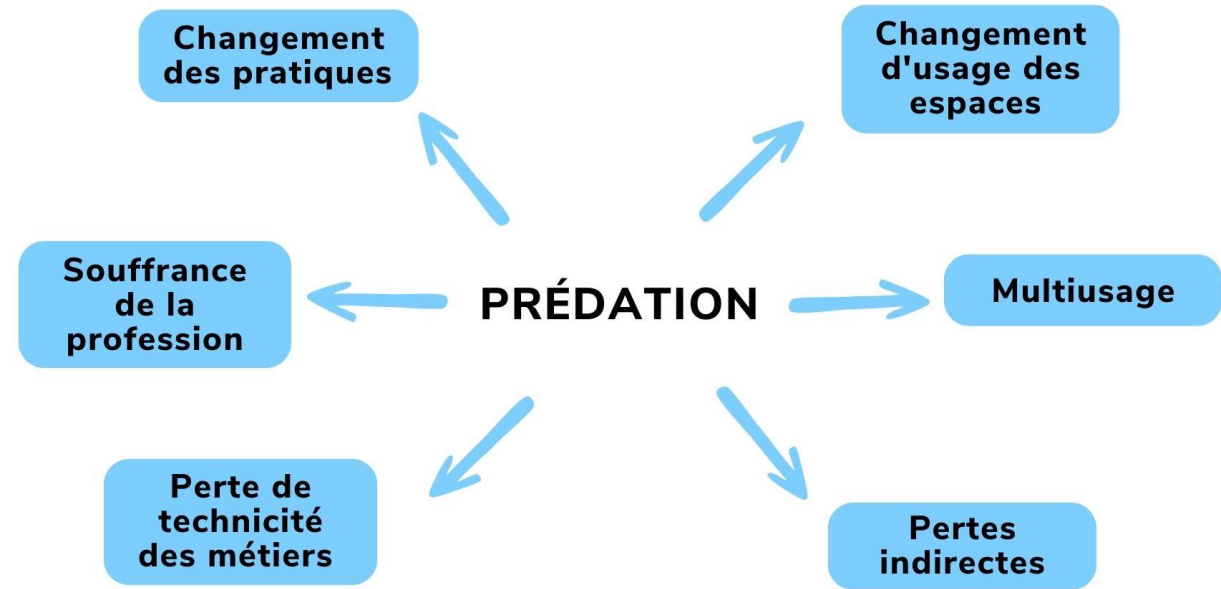 Changement
des pratiques
Changement
d'usage des
espaces
Souffrance
de la
profession
PRÉDATION
Multiusage
Perte de
technicité
des métiers
Pertes
indirectes